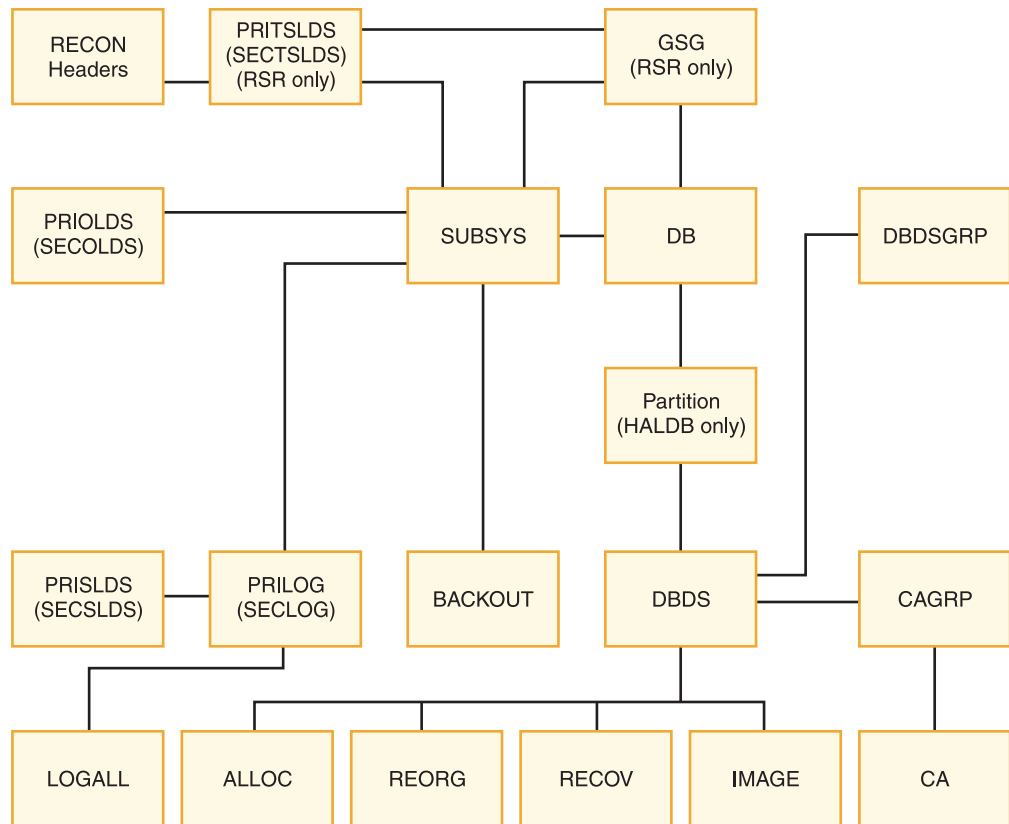 RECON
Headers
PRITSLDS
(SECTSLDS)
(RSR only)
GSG
(RSR only)
PRIOLDS
(SECOLDS)
SUBSYS
DB
DBDSGRP
Partition
(HALDB only)
PRISLDS
(SECSLDS)
PRILOG
(SECLOG)
BACKOUT
DBDS
CAGRP
LOGALL
ALLOC
REORG
RECOV
IMAGE
CA